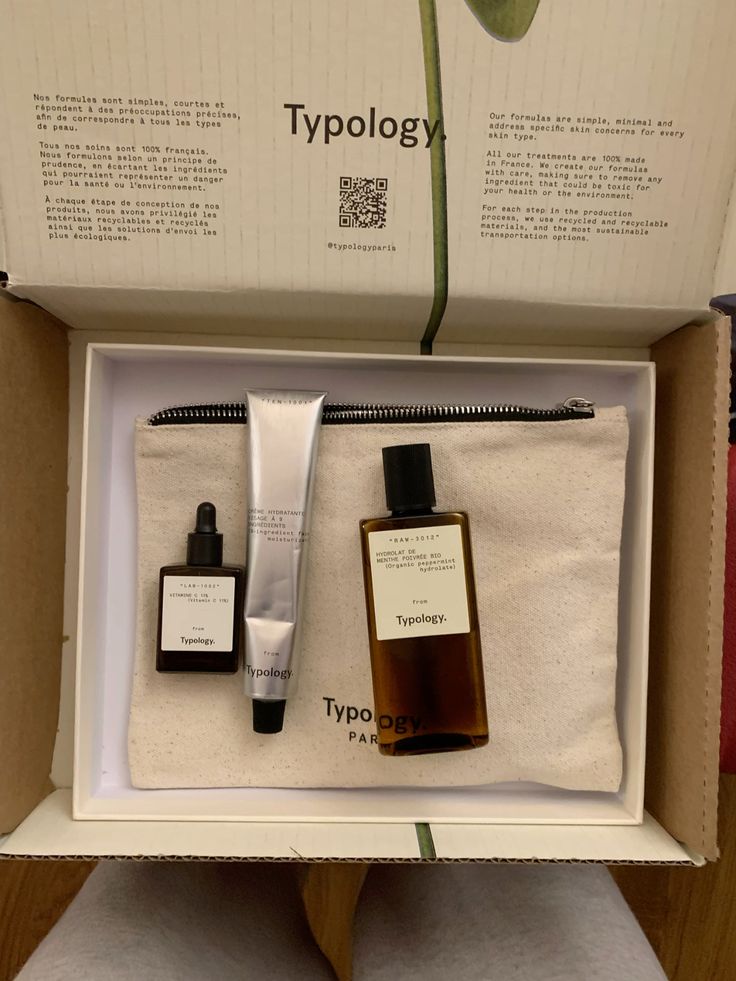 Nos formules sont simples, courtes et
répondent à des préoccupations précises,
afin de correspondre à tous les types
de peau.
Tous nos soins sont 100% français.
Nous formulons selon un principe de
prudence, en écartant les ingrédients
qui pourraient représenter un danger
pour la santé ou l'environnement.
À chaque étape de conception de nos
produits, nous avons privilégié les
matériaux recyclables et recyclés
ainsi que les solutions d'envoi les
plus écologiques.
Typology.
@typologyparis
Our formulas are simple, minimal and
address specific skin concerns for every
skin type.
All our treatments are 100% made
in France. We create our formulas
with care, making sure to remove any
ingredient that could be toxic for
your health or the environment.
For each step in the production
process, we use recycled and recyclable
materials, and the most sustainable
transportation options.
"LAB-1002"
VITAMINE C 11%
(Vitamin C 11%)
from
Typology.
"TEN-1001"
CRÈME HYDRATANTE
VISAGE À 9
INGRÉDIENTS
moisturizer
from
Typology.
"RAW-3012"
HYDROLAT DE
MENTHE POIVRÉE BIO
(Organic peppermint
hydrolate)
from
Typology.
Typology.
PAR